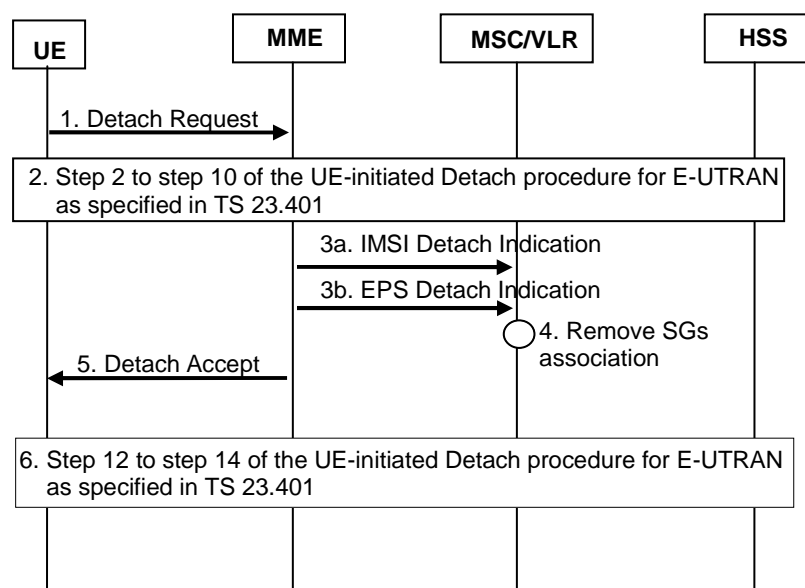 UE
MME
MSC/VLR
HSS
1. Detach Request
2. Step 2 to step 10 of the UE-initiated Detach procedure for E-UTRAN
as specified in TS 23.401
3a. IMSI Detach Indication
3b. EPS Detach Indication
4. Remove SGs
association
5. Detach Accept
6. Step 12 to step 14 of the UE-initiated Detach procedure for E-UTRAN
as specified in TS 23.401